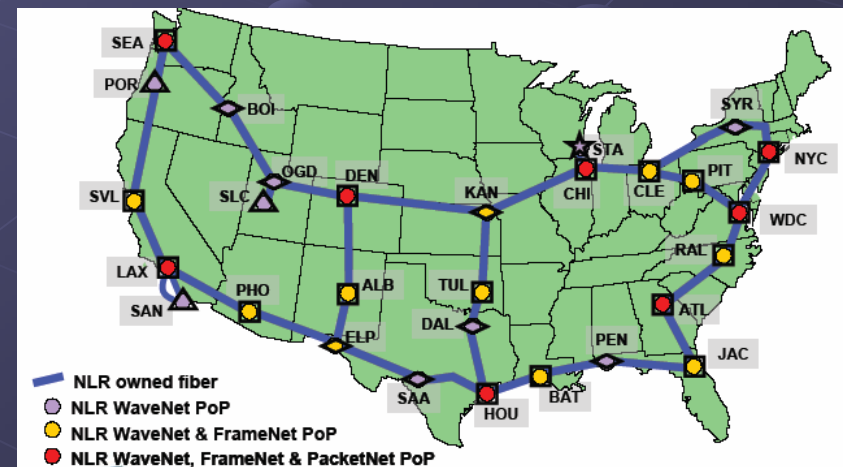 SEA
POR
BOI
SYR
STA
NYC
OGD
DEN
PIT
KAN
SLC
CHI
CLE
SVL
WDC
RAL
LAX
PHO
ALB
TUL
SAN
ATL
DAL
ELP
PEN
JAC
SAA
HOU
BAT
NLR owned fiber
NLR WaveNet PoP
NLR WaveNet & FrameNet PoP
NLR WaveNet, FrameNet & PacketNet PoP